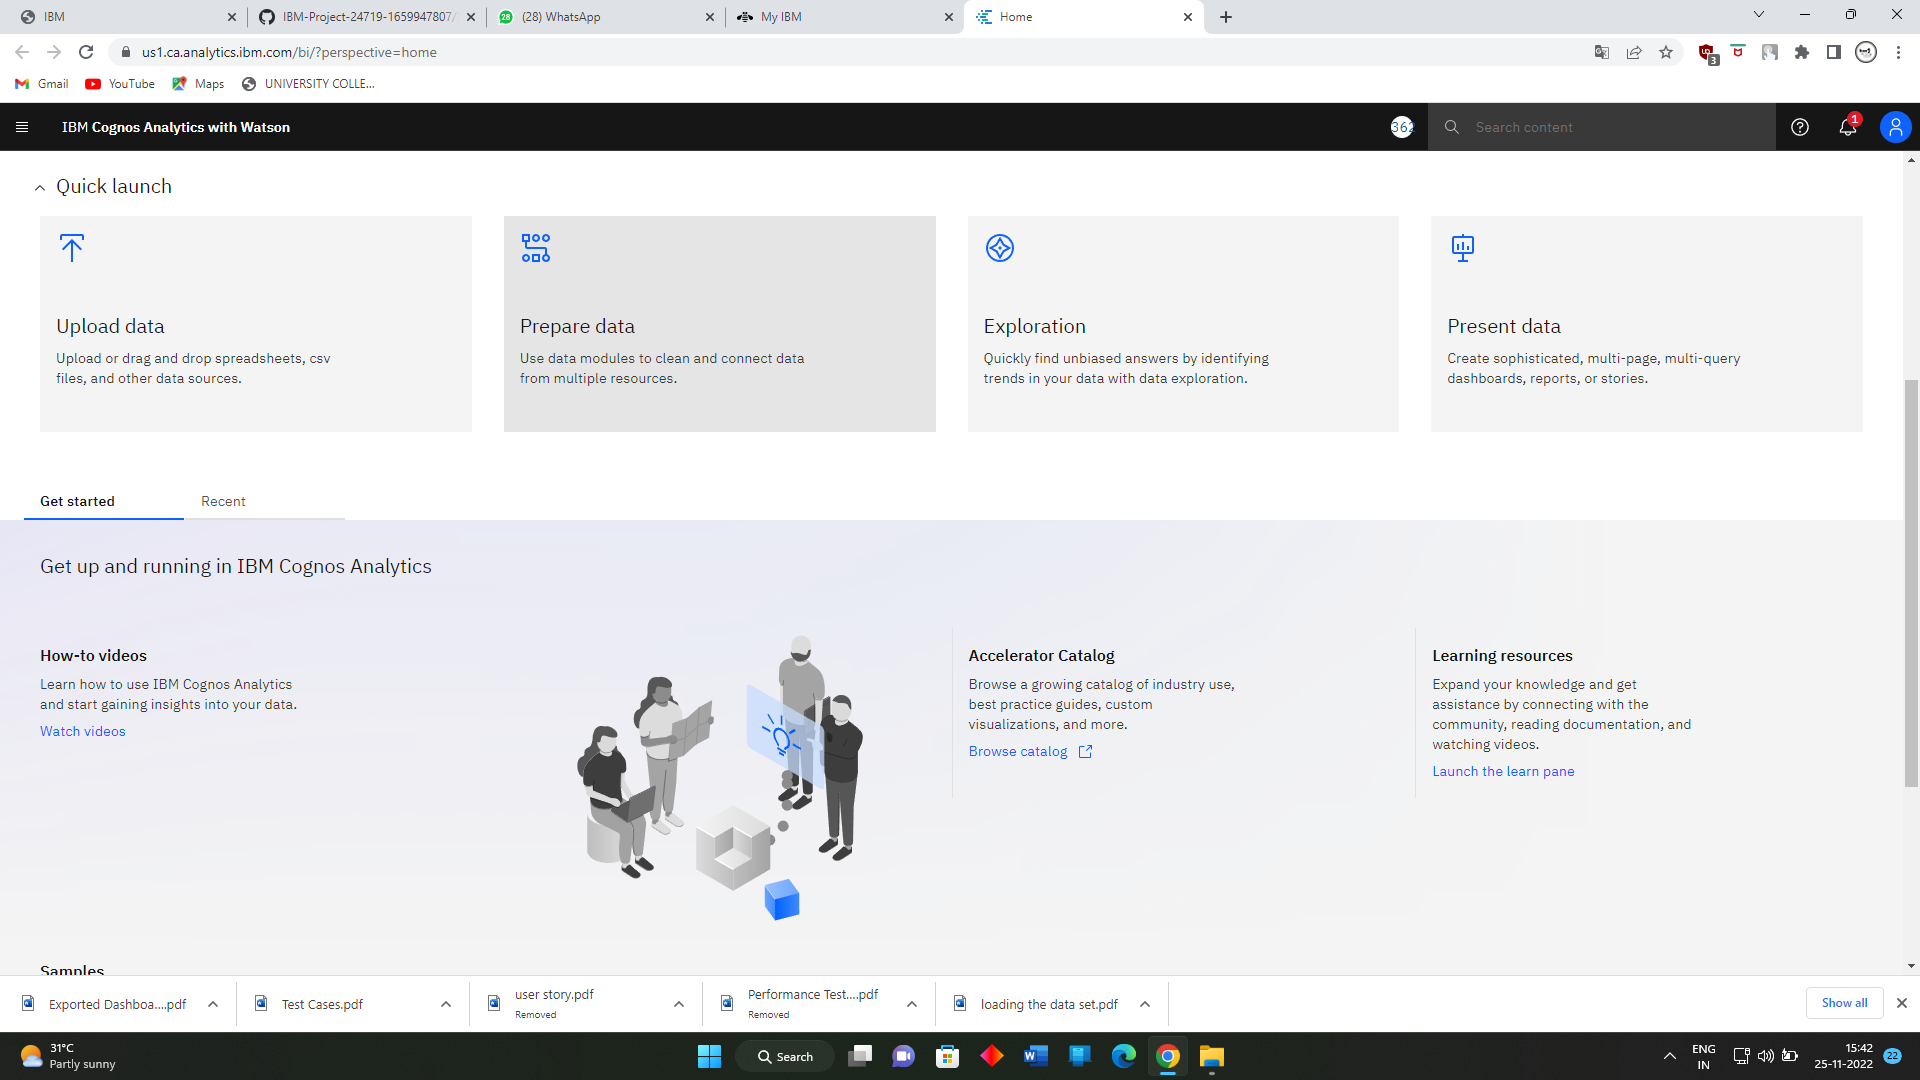 IBM
IBM-Project-24719-1659947807/
(28) WhatsApp
My IBM
Home
us1.ca.analytics.ibm.com/bi/?perspective=home
Gmail
YouTube
Maps
UNIVERSITY COLLE...
IBM Cognos Analytics with Watson
362
Search content
1
Quick launch
Upload data
Upload or drag and drop spreadsheets, csv
files, and other data sources.
Prepare data
Use data modules to clean and connect data
from multiple resources.
Exploration
Quickly find unbiased answers by identifying
trends in your data with data exploration.
Present data
Create sophisticated, multi-page, multi-query
dashboards, reports, or stories.
Get started
Recent
Get up and running in IBM Cognos Analytics
How-to videos
Learn how to use IBM Cognos Analytics
and start gaining insights into your data.
Watch videos
Accelerator Catalog
Browse a growing catalog of industry use,
best practice guides, custom
visualizations, and more.
Browse catalog
Learning resources
Expand your knowledge and get
assistance by connecting with the
community, reading documentation, and
watching videos.
Launch the learn pane
Samples
Exported Dashboa....pdf
Test Cases.pdf
user story.pdf
Removed
Performance Test....pdf
Removed
loading the data set.pdf
Show all
31°C
Partly sunny
Search
ENG
IN
15:42
25-11-2022
22